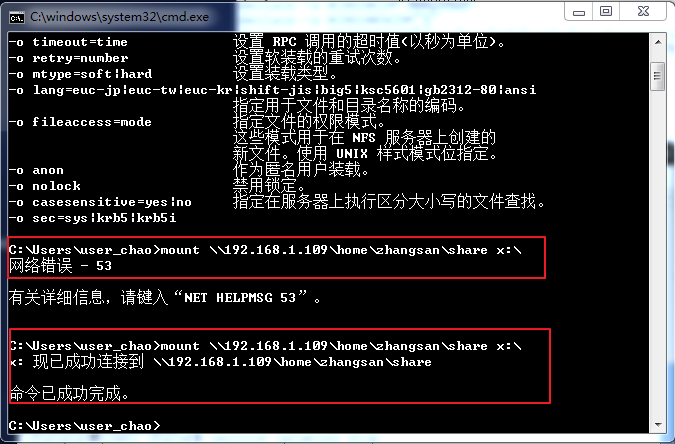 C:\windows\system32\cmd.exe
-o timeout=time 设置 RPC 调用的超时值(以秒为单位)。
-o retry=number 设置软装载的重试次数。
-o mtype=soft|hard 设置装载类型。
-o lang=euc-jp|euc-tw|euc-kr|shift-jis|big5|ksc5601|gb2312-80|ansi
指定用于文件和目录名称的编码。
-o fileaccess=mode 指定文件的权限模式。
这些模式用于在 NFS 服务器上创建的
新文件。使用 UNIX 样式模式位指定。
-o anon 作为匿名用户装载。
-o nolock 禁用锁定。
-o casesensitive=yes|no 指定在服务器上执行区分大小写的文件查找。
-o sec=sys|krb5|krb5i
C:\Users\user_chao>mount \\192.168.1.109\home\zhangsan\share x:\
网络错误 - 53
有关详细信息，请键入“NET HELPMSG 53”。
C:\Users\user_chao>mount \\192.168.1.109\home\zhangsan\share x:\
x: 现已成功连接到 \\192.168.1.109\home\zhangsan\share
命令已成功完成。
C:\Users\user_chao>